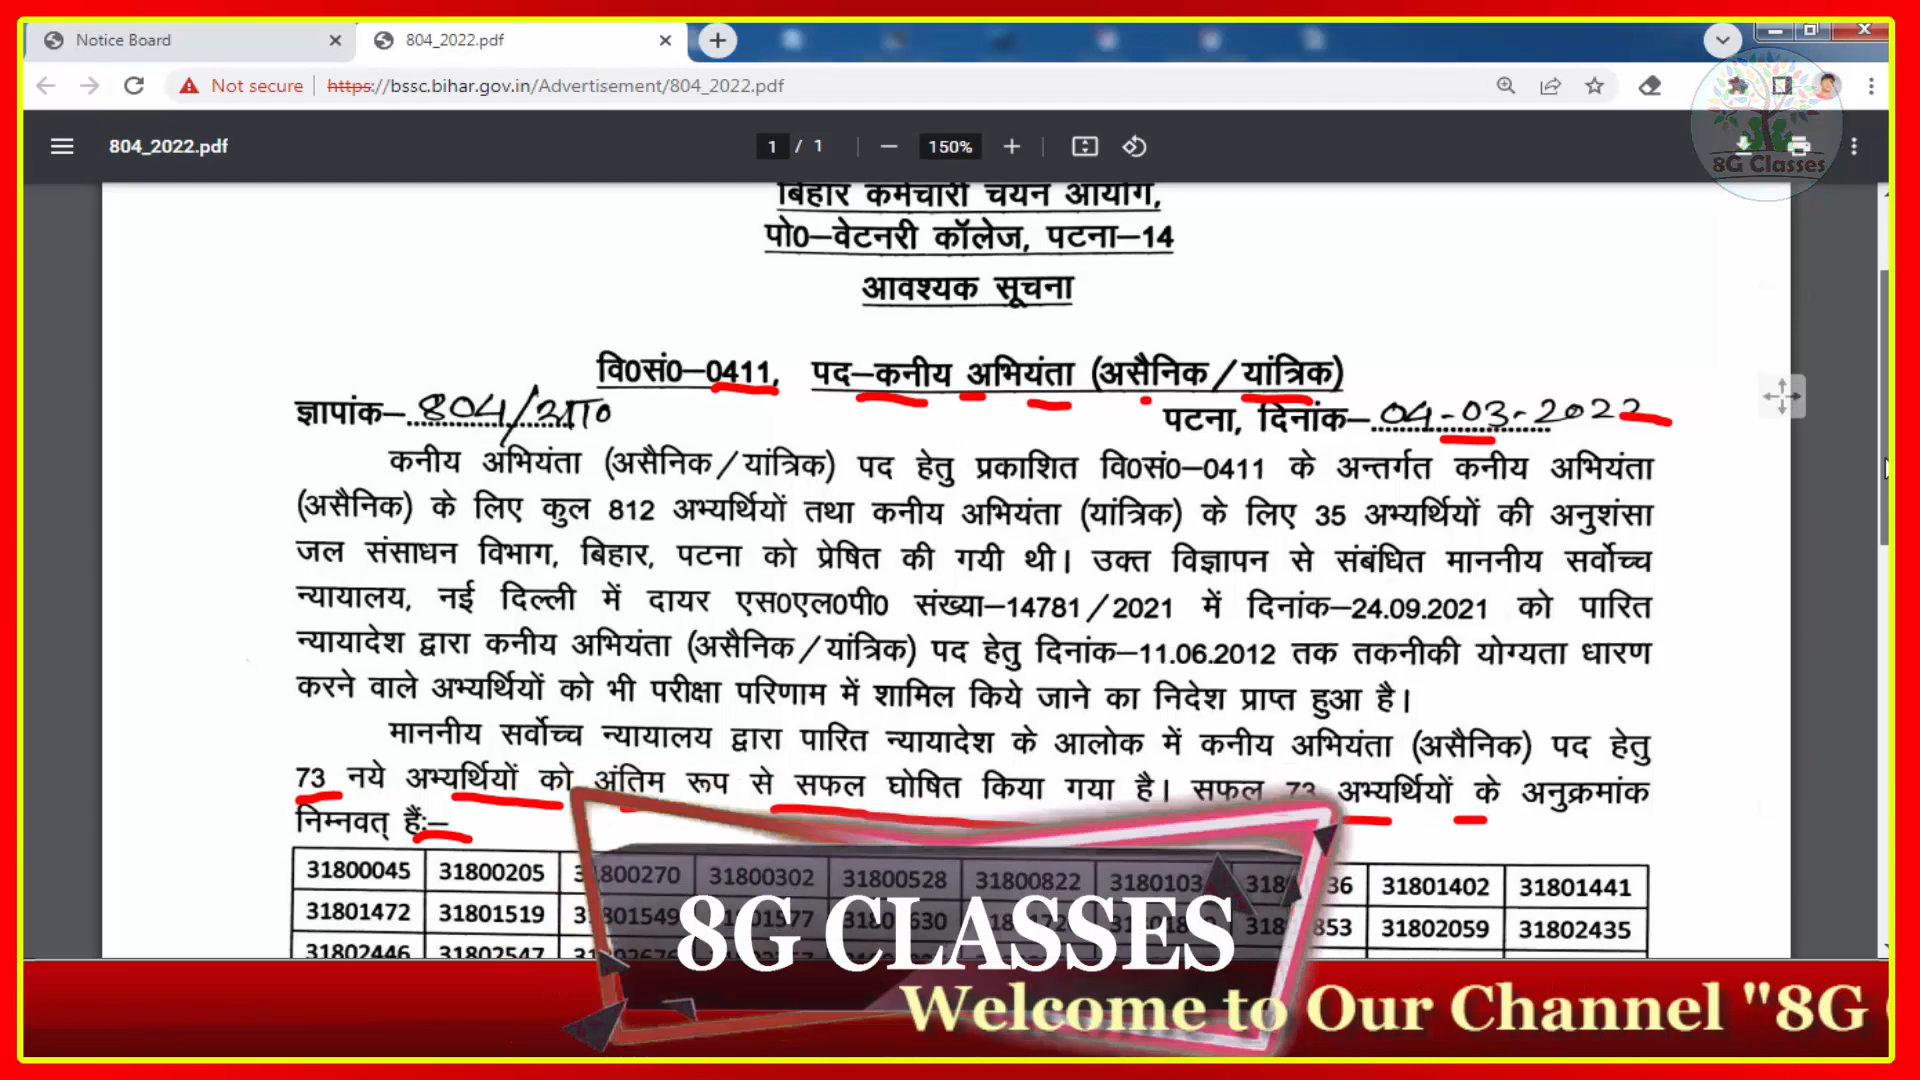 Notice Board
804_2022.pdf
Not secure
https://bssc.bihar.gov.in/Advertisement/804_2022.pdf
804_2022.pdf
1 / 1
150%
8G Classes
बिहार कर्मचारी चयन आयोग,
पो0–वेटनरी कॉलेज, पटना–14
आवश्यक सूचना
वि0सं0–0411, पद–कनीय अभियंता (असैनिक/यांत्रिक)
ज्ञापांक–804/आ0 पटना, दिनांक–04-03-2022
कनीय अभियंता (असैनिक/यांत्रिक) पद हेतु प्रकाशित वि0सं0–0411 के अन्तर्गत कनीय अभियंता
(असैनिक) के लिए कुल 812 अभ्यर्थियों तथा कनीय अभियंता (यांत्रिक) के लिए 35 अभ्यर्थियों की अनुशंसा
जल संसाधन विभाग, बिहार, पटना को प्रेषित की गयी थी। उक्त विज्ञापन से संबंधित माननीय सर्वोच्च
न्यायालय, नई दिल्ली में दायर एस0एल0पी0 संख्या–14781/2021 में दिनांक–24.09.2021 को पारित
न्यायादेश द्वारा कनीय अभियंता (असैनिक/यांत्रिक) पद हेतु दिनांक–11.06.2012 तक तकनीकी योग्यता धारण
करने वाले अभ्यर्थियों को भी परीक्षा परिणाम में शामिल किये जाने का निदेश प्राप्त हुआ है।
माननीय सर्वोच्च न्यायालय द्वारा पारित न्यायादेश के आलोक में कनीय अभियंता (असैनिक) पद हेतु
73 नये अभ्यर्थियों को अंतिम रूप से सफल घोषित किया गया है। सफल 73 अभ्यर्थियों के अनुक्रमांक
निम्नवत् हैं:–
31800045 31800205 31800270 31800302 31800528 31800822 31801402 31801441
31801472 31801519 31801549 31801577 31802059 31802435
31802446 31802547
8G CLASSES
Welcome to Our Channel "8G